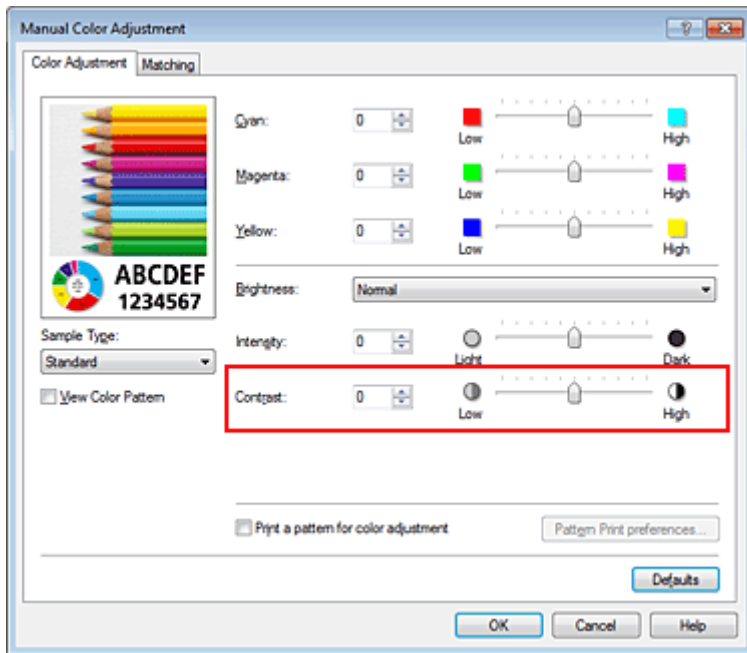 Manual Color Adjustment
Color Adjustment Matching
Cyan: 0 Low High
Magenta: 0 Low High
Yellow: 0 Low High
ABCDEF
1234567
Brightness: Normal
Sample Type:
Standard
Intensity: 0 Light Dark
View Color Pattern
Contrast: 0 Low High
Print a pattern for color adjustment Pattern Print preferences...
Defaults
OK Cancel Help